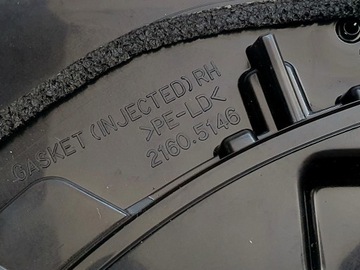 GASKET (INJECTED) RH
>PE-LD<
2160.5146